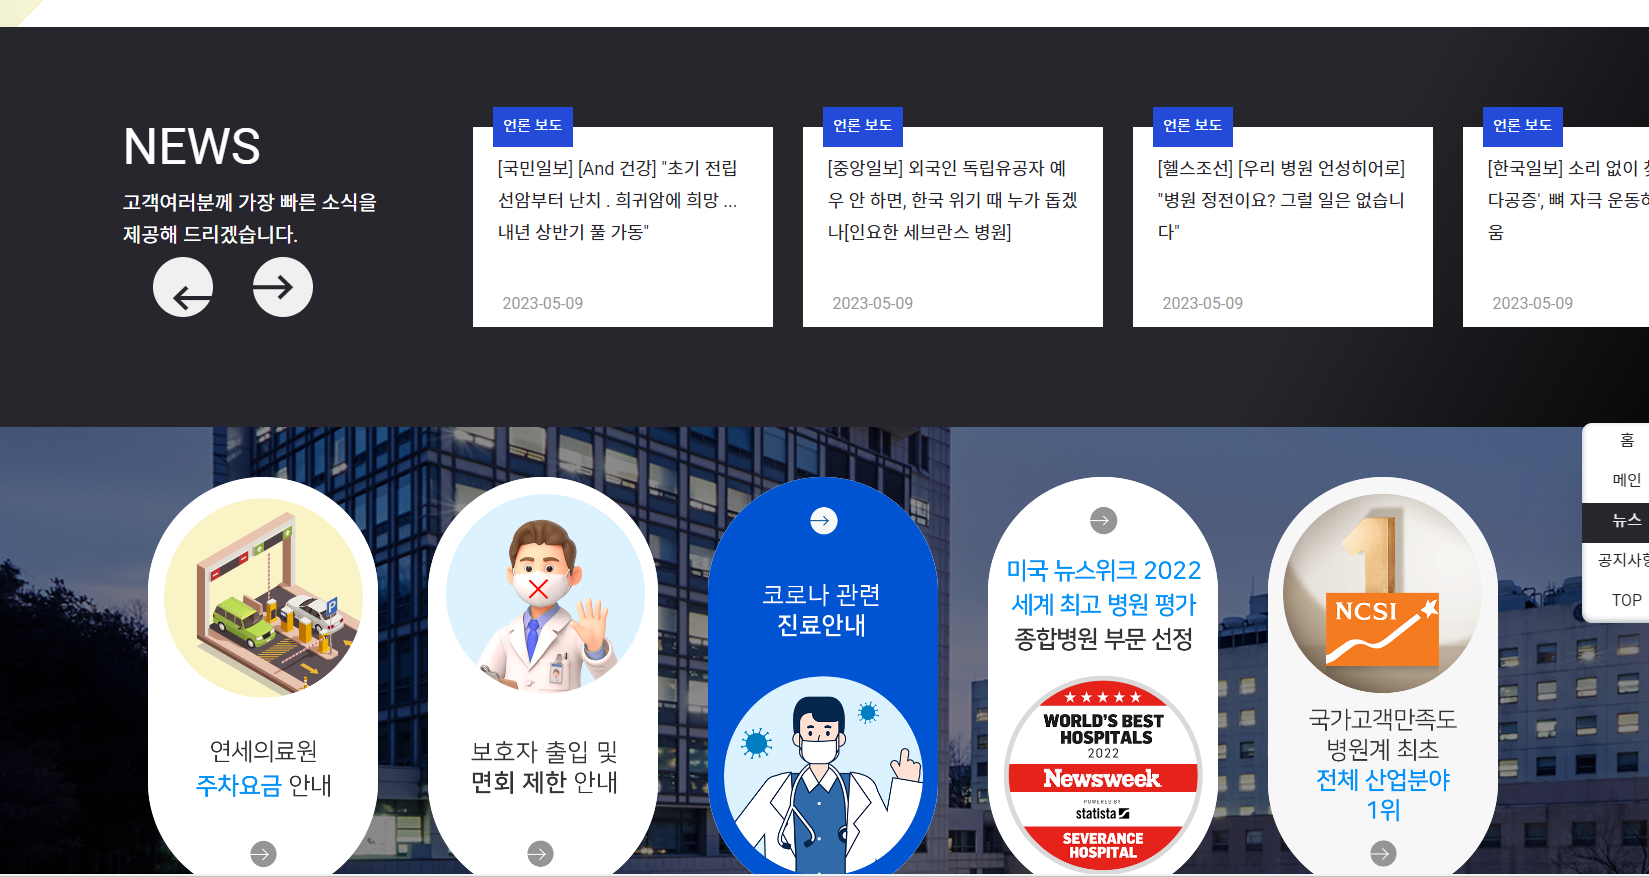 NEWS
고객여러분께 가장 빠른 소식을
제공해 드리겠습니다.
언론 보도
[국민일보] [And 건강] "초기 전립
선암부터 난치 . 희귀암에 희망 ...
내년 상반기 풀 가동"
2023-05-09
언론 보도
[중앙일보] 외국인 독립유공자 예
우 안 하면, 한국 위기 때 누가 돕겠
나[인요한 세브란스 병원]
2023-05-09
언론 보도
[헬스조선] [우리 병원 언성히어로]
"병원 정전이요? 그럴 일은 없습니
다"
2023-05-09
언론 보도
[한국일보] 소리 없이
다공증', 뼈 자극 운동
움
2023-05-09
홈
메인
뉴스
공지사항
TOP
연세의료원
주차요금 안내
P
보호자 출입 및
면회 제한 안내
코로나 관련
진료안내
미국 뉴스위크 2022
세계 최고 병원 평가
종합병원 부문 선정
WORLD'S BEST
HOSPITALS
2022
Newsweek
POWERED BY
statista
SEVERANCE
HOSPITAL
1
NCSI
국가고객만족도
병원계 최초
전체 산업분야
1위